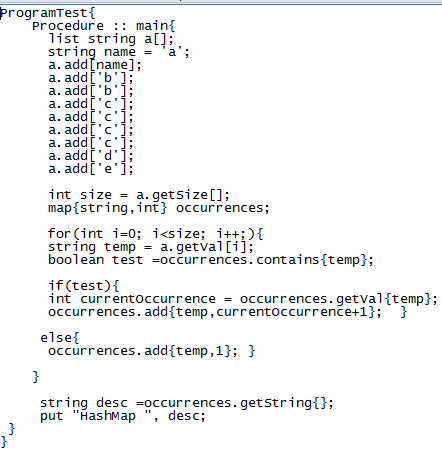 ProgramTest{
Procedure :: main{
list string a[];
string name = 'a';
a.add[name];
a.add['b'];
a.add['b'];
a.add['c'];
a.add['c'];
a.add['c'];
a.add['c'];
a.add['d'];
a.add['e'];
int size = a.getSize[];
map{string,int} occurrences;
for(int i=0; i<size; i++;){
string temp = a.getVal[i];
boolean test =occurrences.contains{temp};
if(test){
int currentOccurrence = occurrences.getVal{temp};
occurrences.add{temp,currentOccurrence+1};  }
else{
occurrences.add{temp,1}; }
}
string desc =occurrences.getString{};
put "HashMap ", desc;
}
}